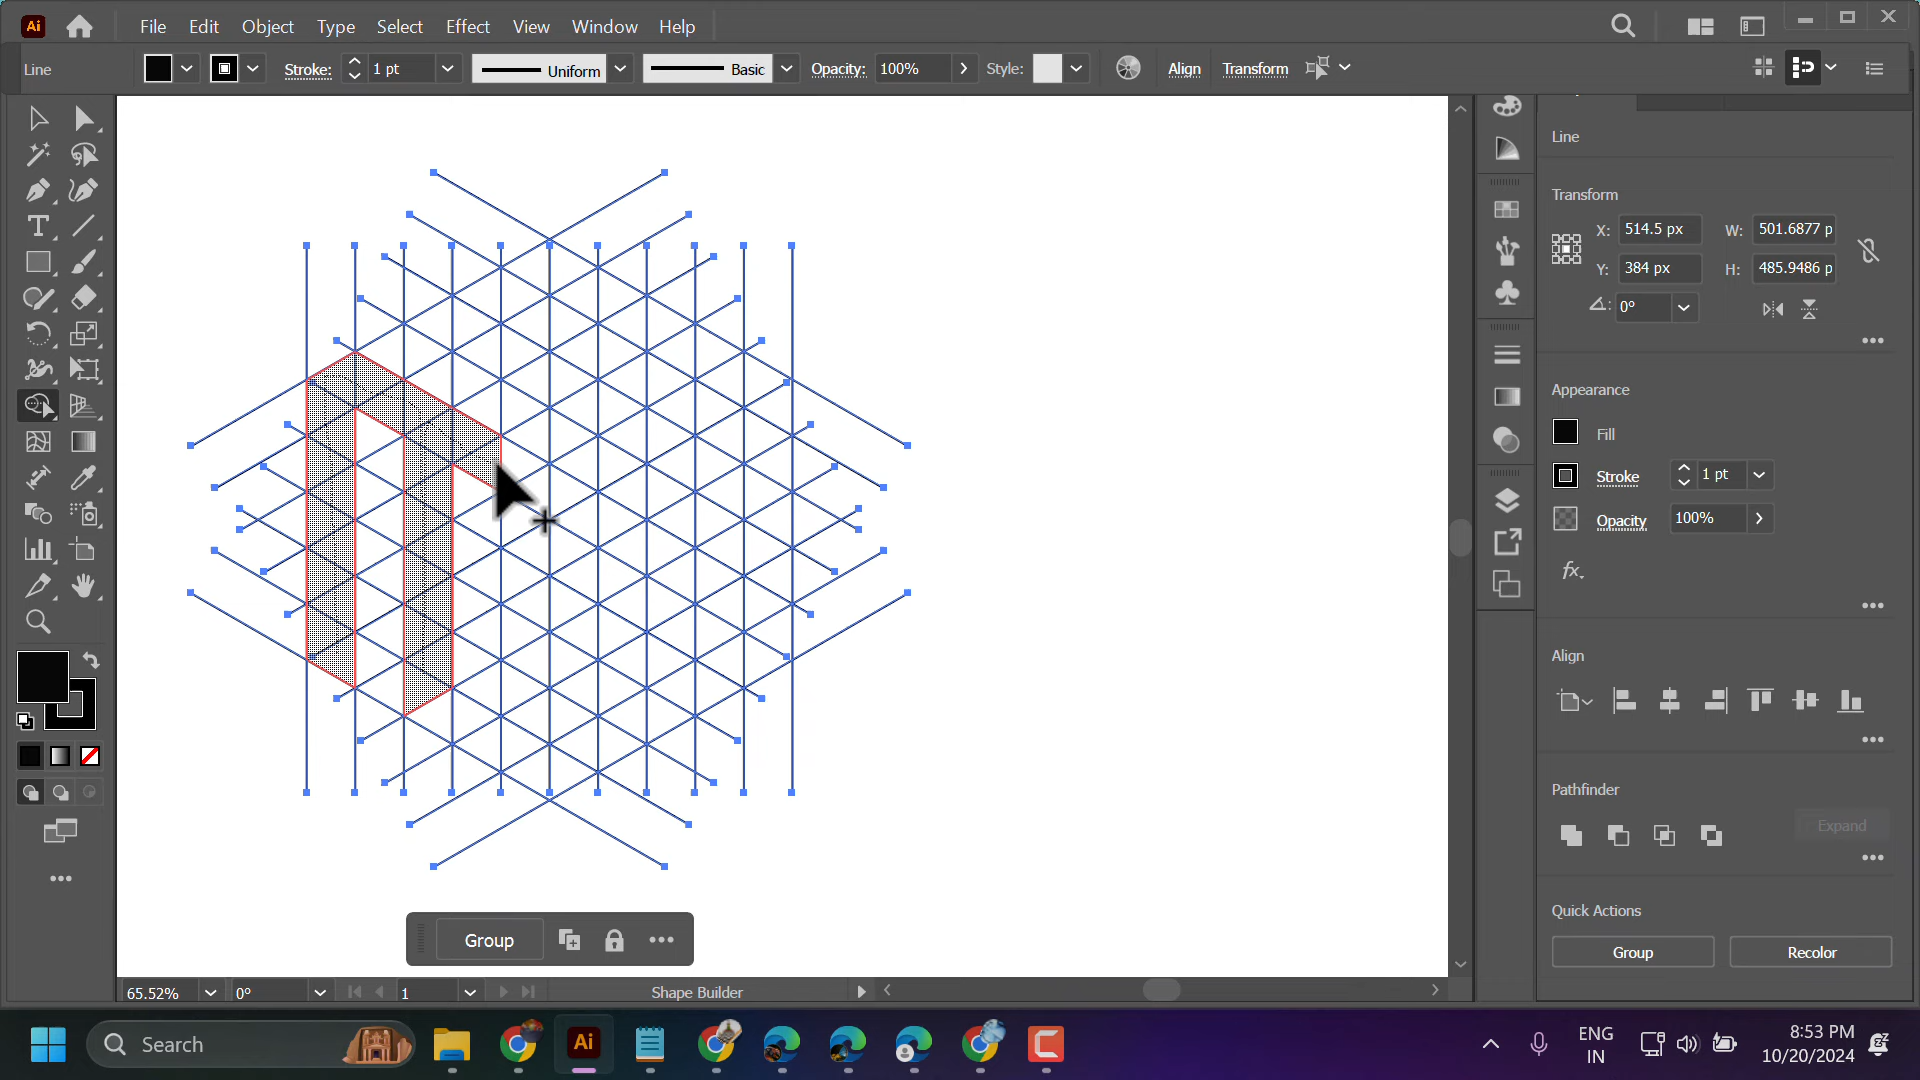 Ai File Edit Object Type Select Effect View Window Help
Line Stroke: 1 pt Uniform Basic Opacity: 100% Style: Align Transform
Line
Transform
X: 514.5 px W: 501.6877 p
Y: 384 px H: 485.9486 p
0°
Appearance
Fill
Stroke 1 pt
Opacity 100%
fx
Align
Pathfinder
Expand
Quick Actions
Group Recolor
Group
65.52% 0° 1 Shape Builder
Search
Ai
ENG
IN
8:53 PM
10/20/2024